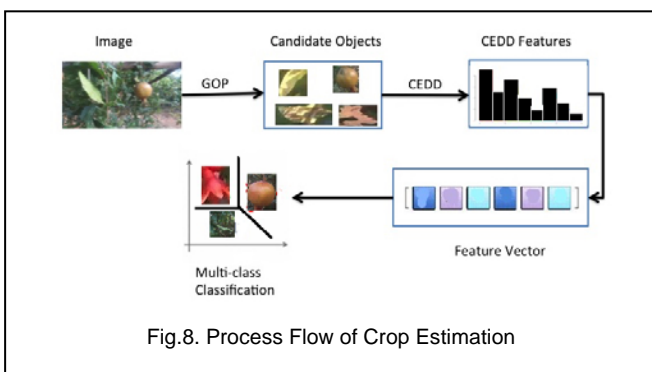 Image
Candidate Objects
CEDD Features
GOP
CEDD
Feature Vector
Multi-class
Classification
Fig.8. Process Flow of Crop Estimation